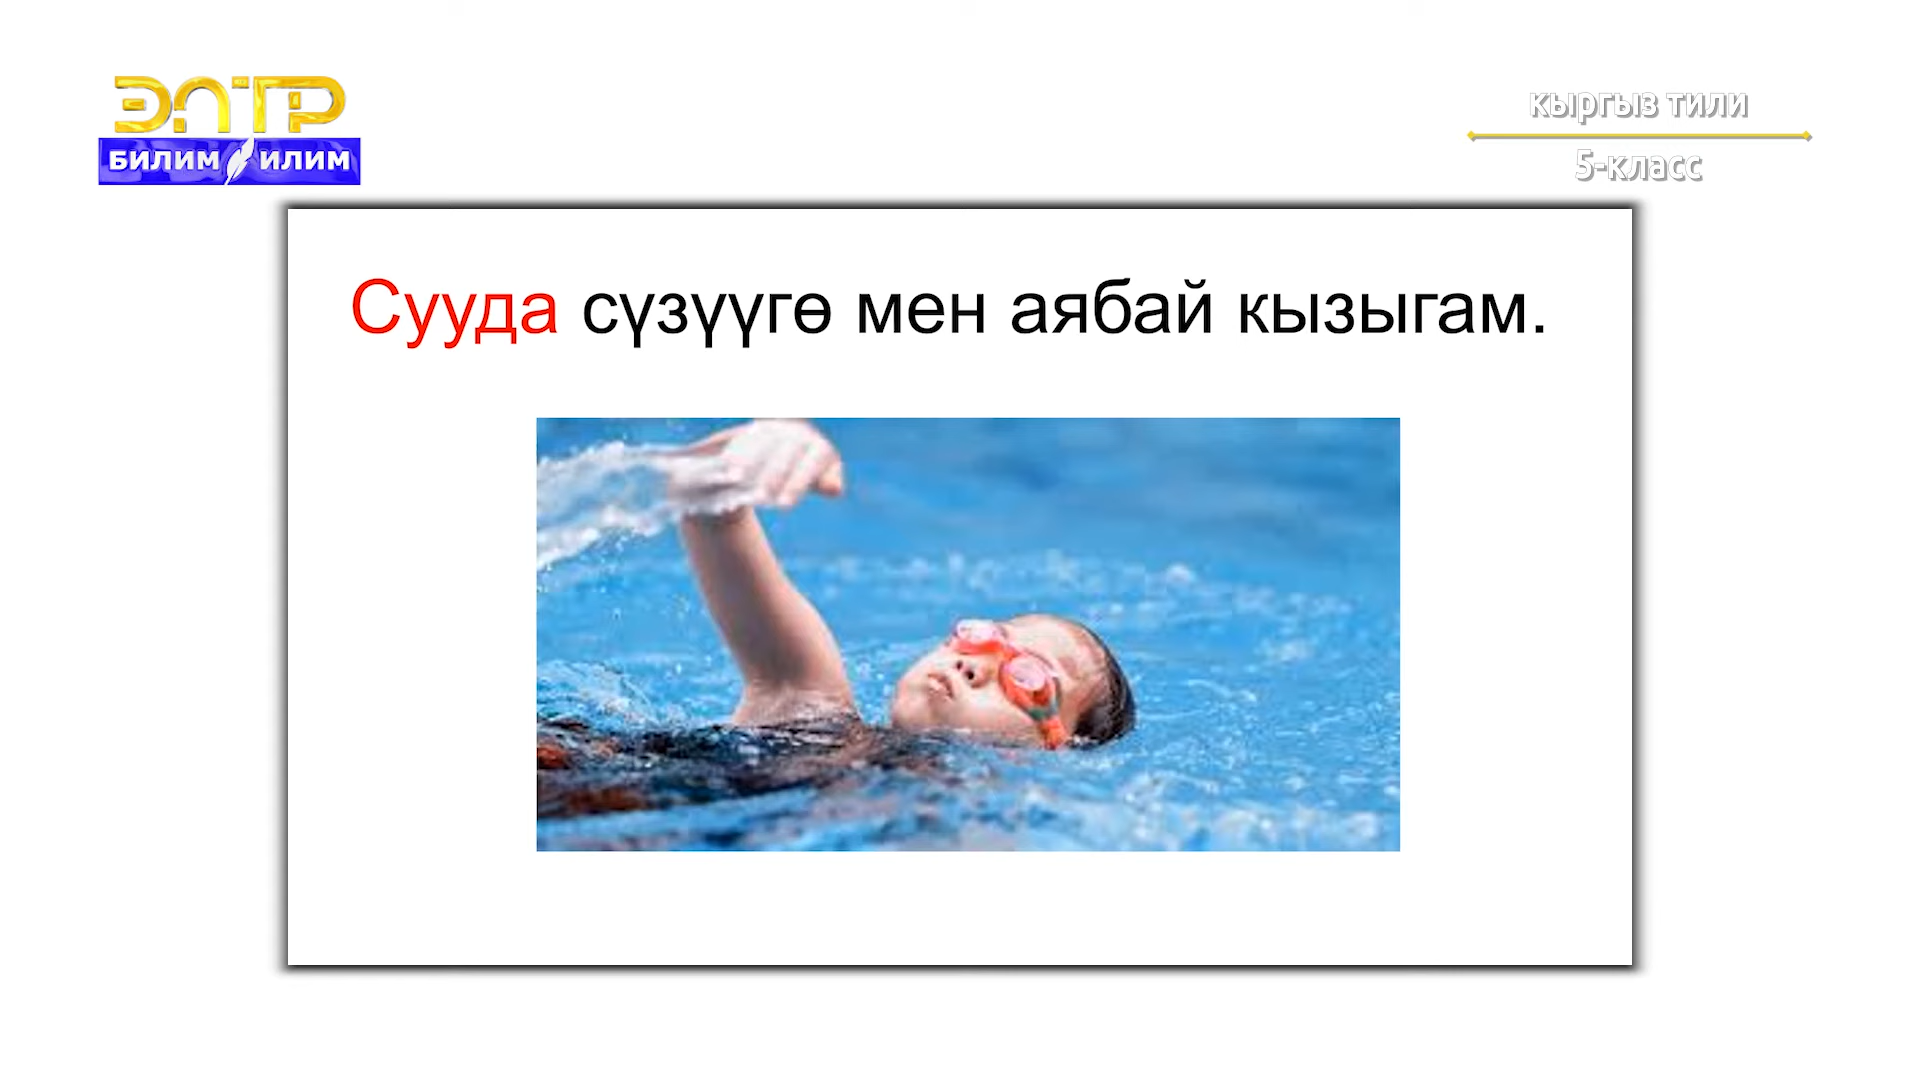 ЭЛТР
БИЛИМ ИЛИМ
кыргыз тили
5-класс
Сууда сүзүүгө мен аябай кызыгам.